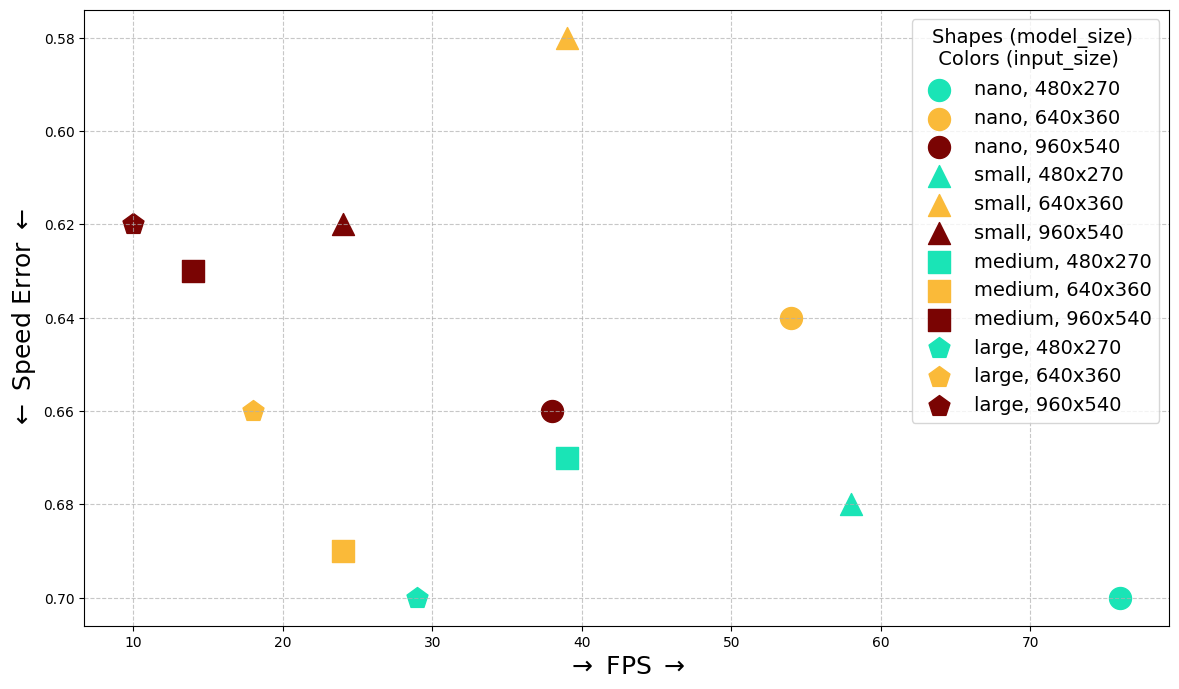 0.58
0.60
0.62
0.64
0.66
0.68
0.70
← Speed Error ←
10 20 30 40 50 60 70
→ FPS →
Shapes (model_size)
Colors (input_size)
nano, 480x270
nano, 640x360
nano, 960x540
small, 480x270
small, 640x360
small, 960x540
medium, 480x270
medium, 640x360
medium, 960x540
large, 480x270
large, 640x360
large, 960x540